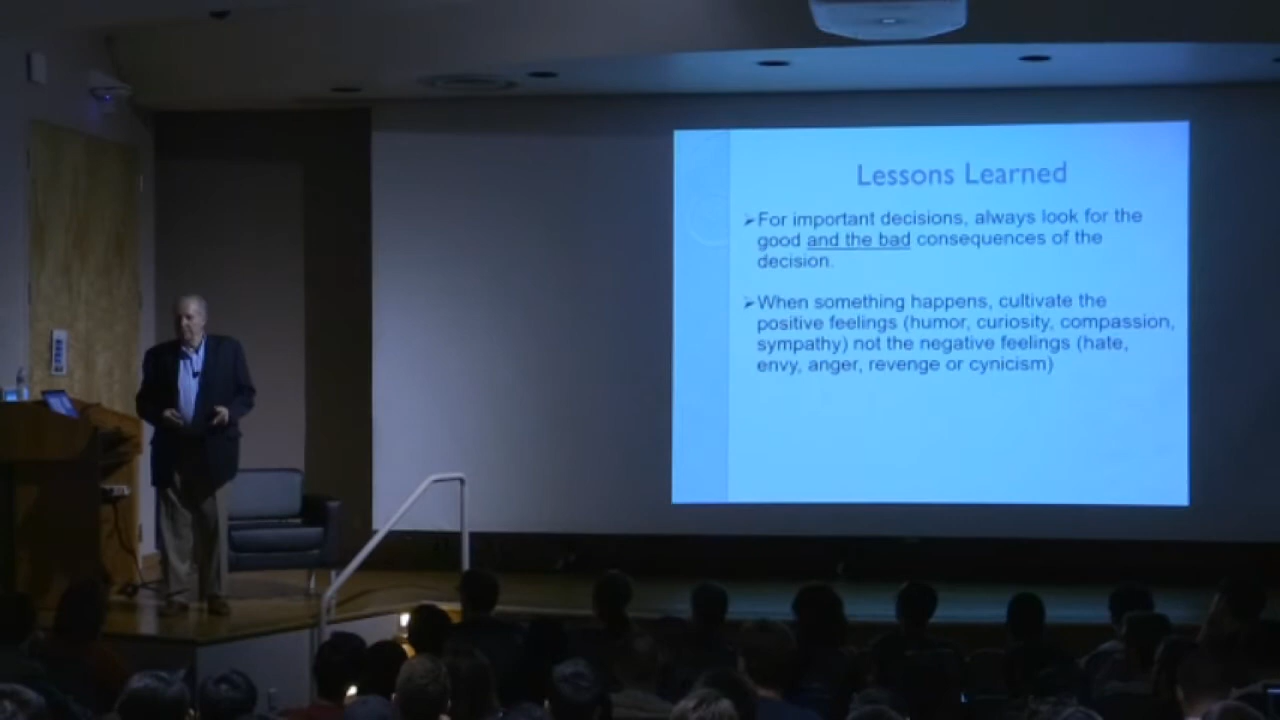 Lessons Learned
➢For important decisions, always look for the
good and the bad consequences of the
decision.
➢When something happens, cultivate the
positive feelings (humor, curiosity, compassion,
sympathy) not the negative feelings (hate,
envy, anger, revenge or cynicism)